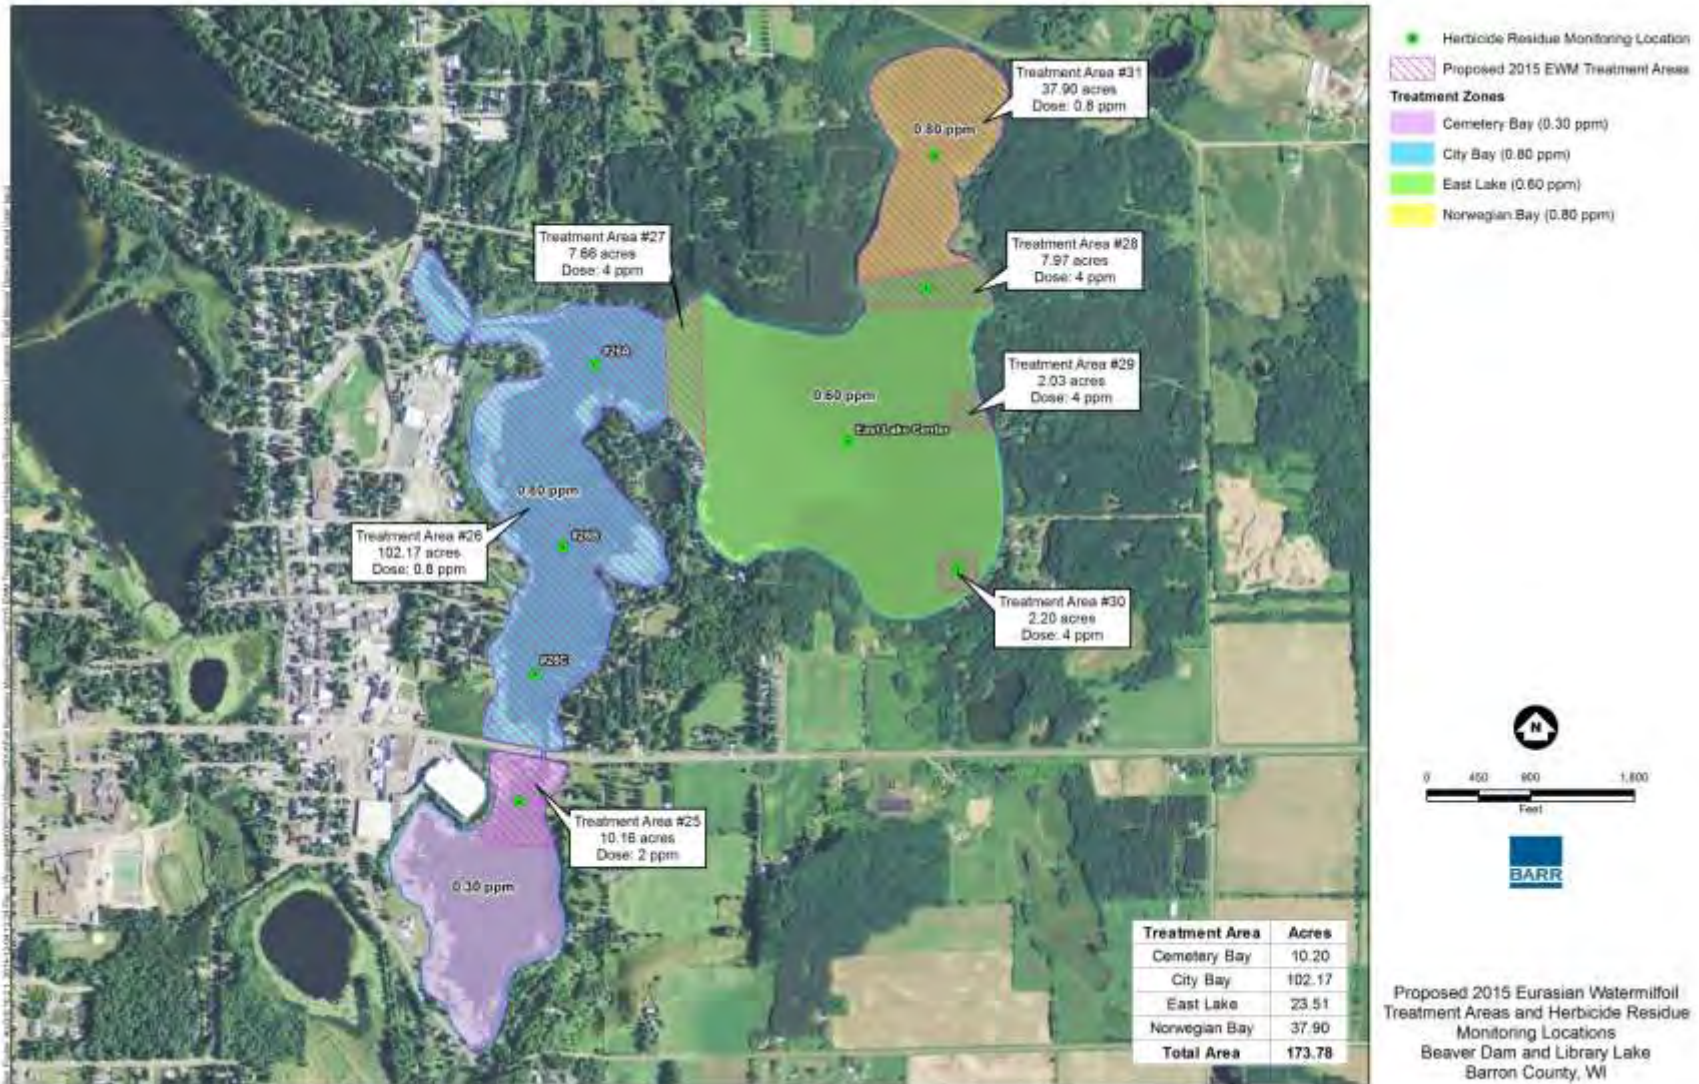 Treatment Area #31
37.90 acres
Dose: 0.8 ppm
0.80 ppm
Treatment Area #27
7.66 acres
Dose: 4 ppm
Treatment Area #28
7.97 acres
Dose: 4 ppm
#26A
Treatment Area #29
2.03 acres
Dose: 4 ppm
0.60 ppm
East Lake Center
0.80 ppm
Treatment Area #26
102.17 acres
Dose: 0.8 ppm
#26B
Treatment Area #30
2.20 acres
Dose: 4 ppm
#26C
Treatment Area #25
10.16 acres
Dose: 2 ppm
0.30 ppm
Treatment Area Acres
Cemetery Bay 10.20
City Bay 102.17
East Lake 23.51
Norwegian Bay 37.90
Total Area 173.78
Herbicide Residue Monitoring Location
Proposed 2015 EWM Treatment Areas
Treatment Zones
Cemetery Bay (0.30 ppm)
City Bay (0.80 ppm)
East Lake (0.60 ppm)
Norwegian Bay (0.80 ppm)
N
0 450 900 1,800
Feet
BARR
Proposed 2015 Eurasian Watermilfoil
Treatment Areas and Herbicide Residue
Monitoring Locations
Beaver Dam and Library Lake
Barron County, WI